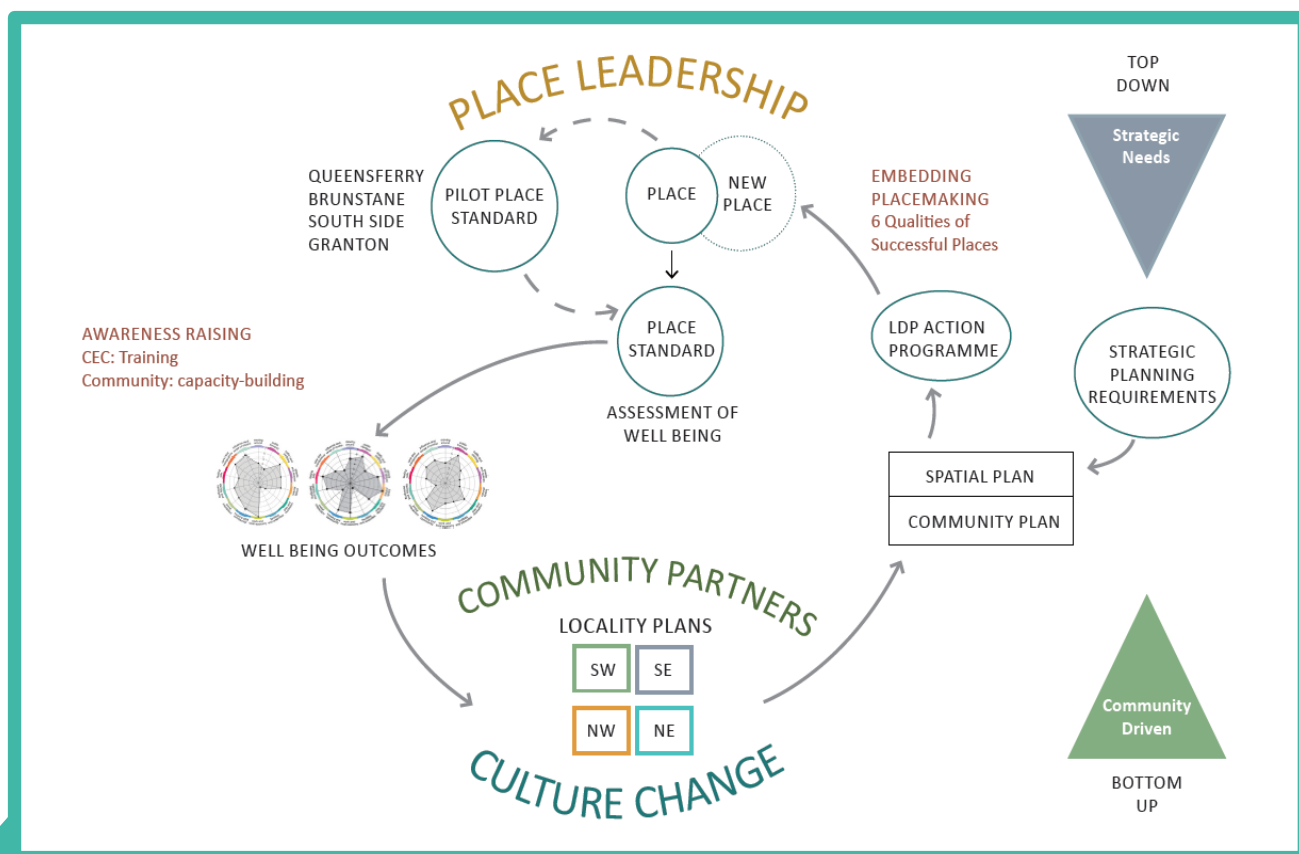 PLACE LEADERSHIP
TOP
DOWN
Strategic
Needs
QUEENSFERRY
BRUNSTANE
SOUTH SIDE
GRANTON
PILOT PLACE
STANDARD
PLACE
NEW
PLACE
EMBEDDING
PLACEMAKING
6 Qualities of
Successful Places
AWARENESS RAISING
CEC: Training
Community: capacity-building
PLACE
STANDARD
ASSESSMENT OF
WELL BEING
LDP ACTION
PROGRAMME
STRATEGIC
PLANNING
REQUIREMENTS
SPATIAL PLAN
COMMUNITY PLAN
WELL BEING OUTCOMES
COMMUNITY PARTNERS
LOCALITY PLANS
SW
SE
NW
NE
CULTURE CHANGE
Community
Driven
BOTTOM
UP